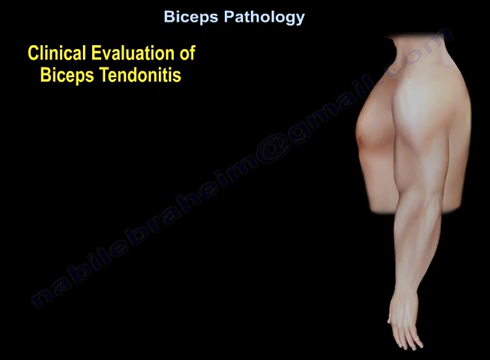 Biceps Pathology
Clinical Evaluation of
Biceps Tendonitis
nabilebraheim@gmail.com